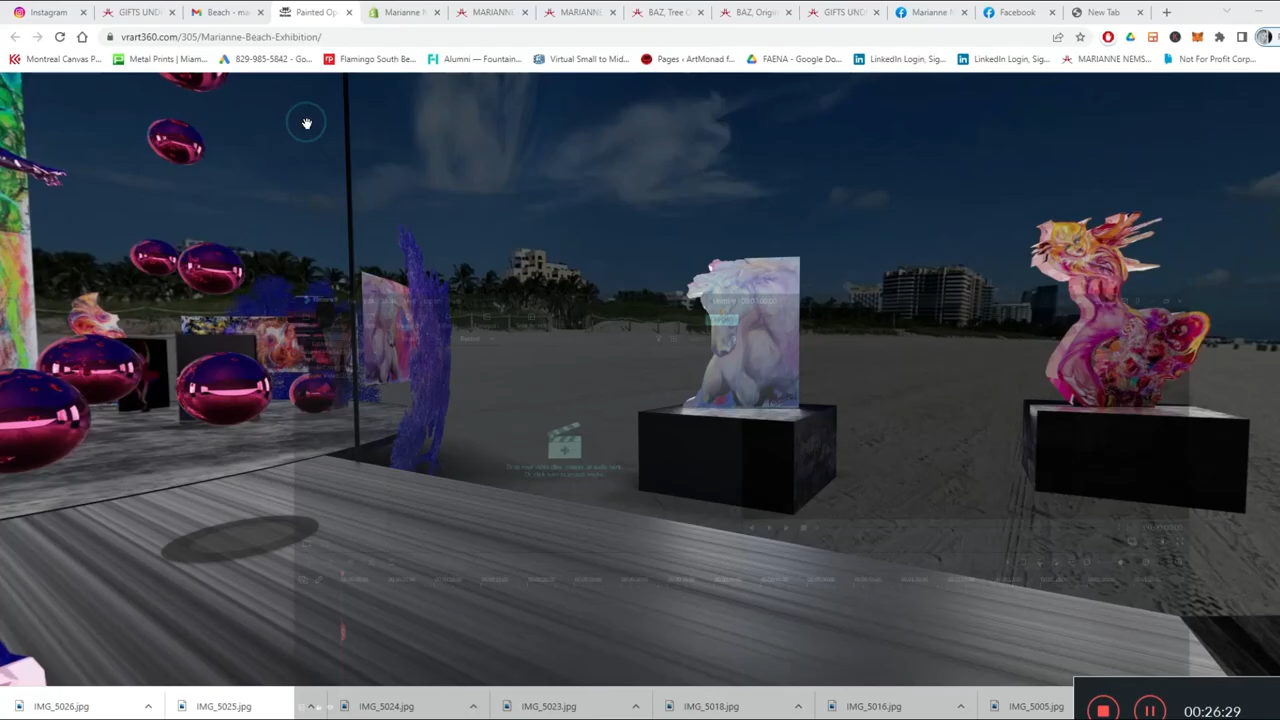 Instagram
GIFTS UND
Beach - ma
Painted Op
Marianne N
MARIANNE
MARIANN
BAZ, Tree C
BAZ, Origi
GIFTS UND
Marianne N
Facebook
New Tab
vrart360.com/305/Marianne-Beach-Exhibition/
Montreal Canvas P...
Metal Prints | Miam...
829-985-5842 - Go...
Flamingo South Be...
Alumni — Fountain...
Virtual Small to Mid...
Pages ‹ ArtMonad f...
FAENA - Google Do...
LinkedIn Login, Sig...
LinkedIn Login, Sig...
MARIANNE NEMS...
Not For Profit Corp...
IMG_5026.jpg
IMG_5025.jpg
IMG_5024.jpg
IMG_5023.jpg
IMG_5018.jpg
IMG_5016.jpg
IMG_5005.jpg
00:26:29